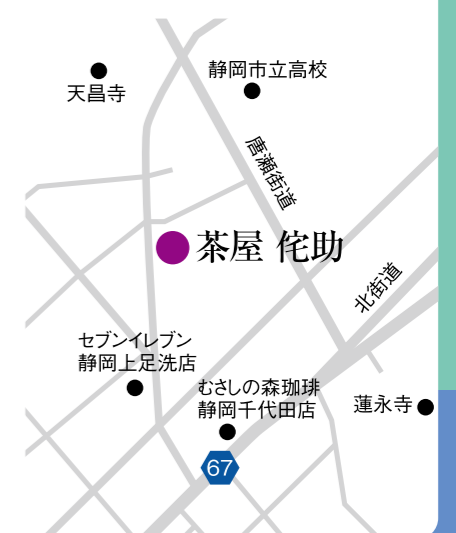 静岡市立高校
天昌寺
唐瀬街道
茶屋 侘助
北街道
セブンイレブン
静岡上足洗店
むさしの森珈琲
静岡千代田店
蓮永寺
67